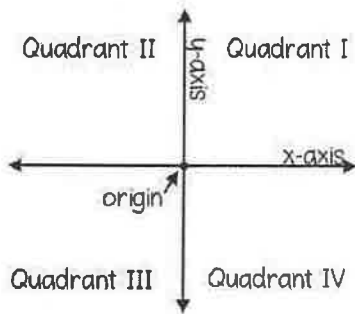 Quadrant II
Quadrant I
y-axis
x-axis
origin
Quadrant III
Quadrant IV